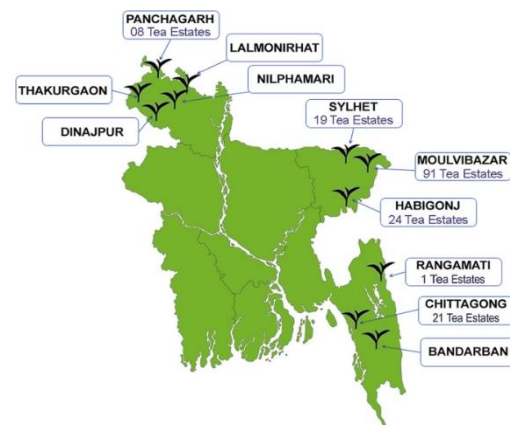 PANCHAGARH
08 Tea Estates
LALMONIRHAT
NILPHAMARI
THAKURGAON
DINAJPUR
SYLHET
19 Tea Estates
MOULVIBAZAR
91 Tea Estates
HABIGONJ
24 Tea Estates
RANGAMATI
1 Tea Estates
CHITTAGONG
21 Tea Estates
BANDARBAN